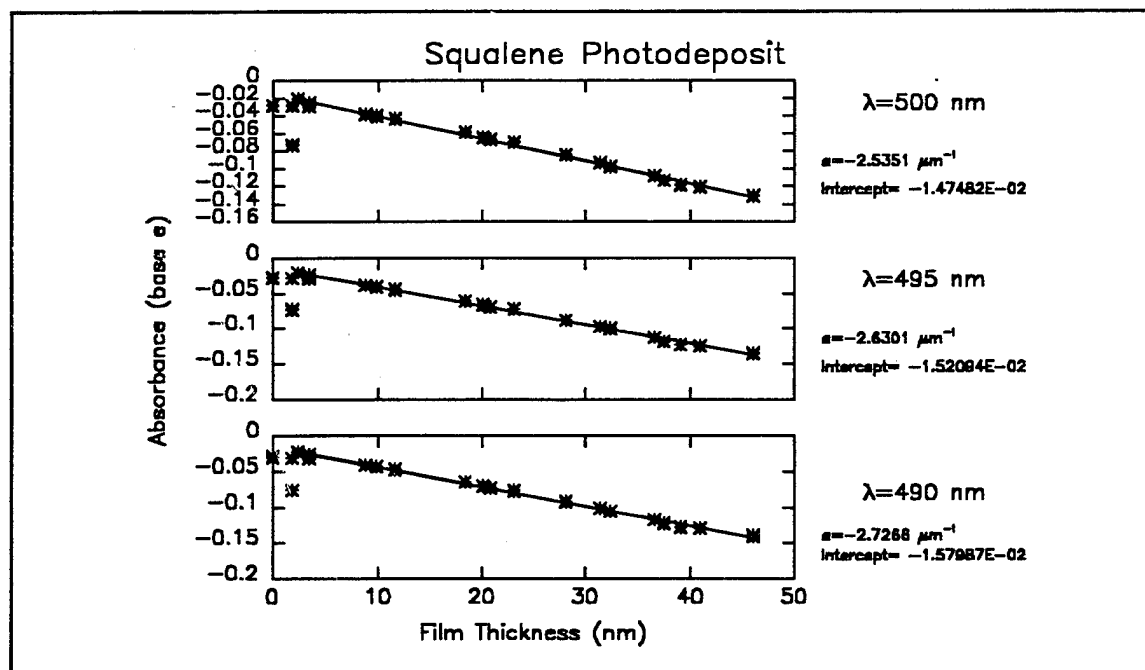 Squalene Photodeposit
0
-0.02
-0.04
-0.06
-0.08
-0.1
-0.12
-0.14
-0.16
λ=500 nm
α=-2.5351 μm⁻¹
Intercept= -1.47482E-02
Absorbance (base e)
0
-0.05
-0.1
-0.15
-0.2
λ=495 nm
α=-2.6301 μm⁻¹
Intercept= -1.52094E-02
0
-0.05
-0.1
-0.15
-0.2
λ=490 nm
α=-2.7268 μm⁻¹
Intercept= -1.57987E-02
0 10 20 30 40 50
Film Thickness (nm)